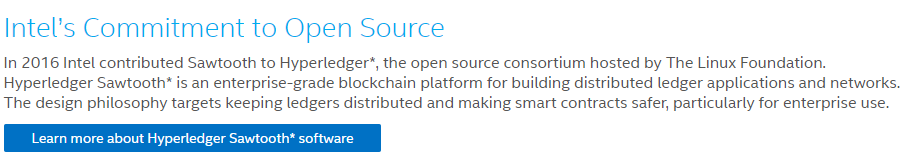 Intel's Commitment to Open Source
In 2016 Intel contributed Sawtooth to Hyperledger*, the open source consortium hosted by The Linux Foundation.
Hyperledger Sawtooth* is an enterprise-grade blockchain platform for building distributed ledger applications and networks.
The design philosophy targets keeping ledgers distributed and making smart contracts safer, particularly for enterprise use.
Learn more about Hyperledger Sawtooth* software